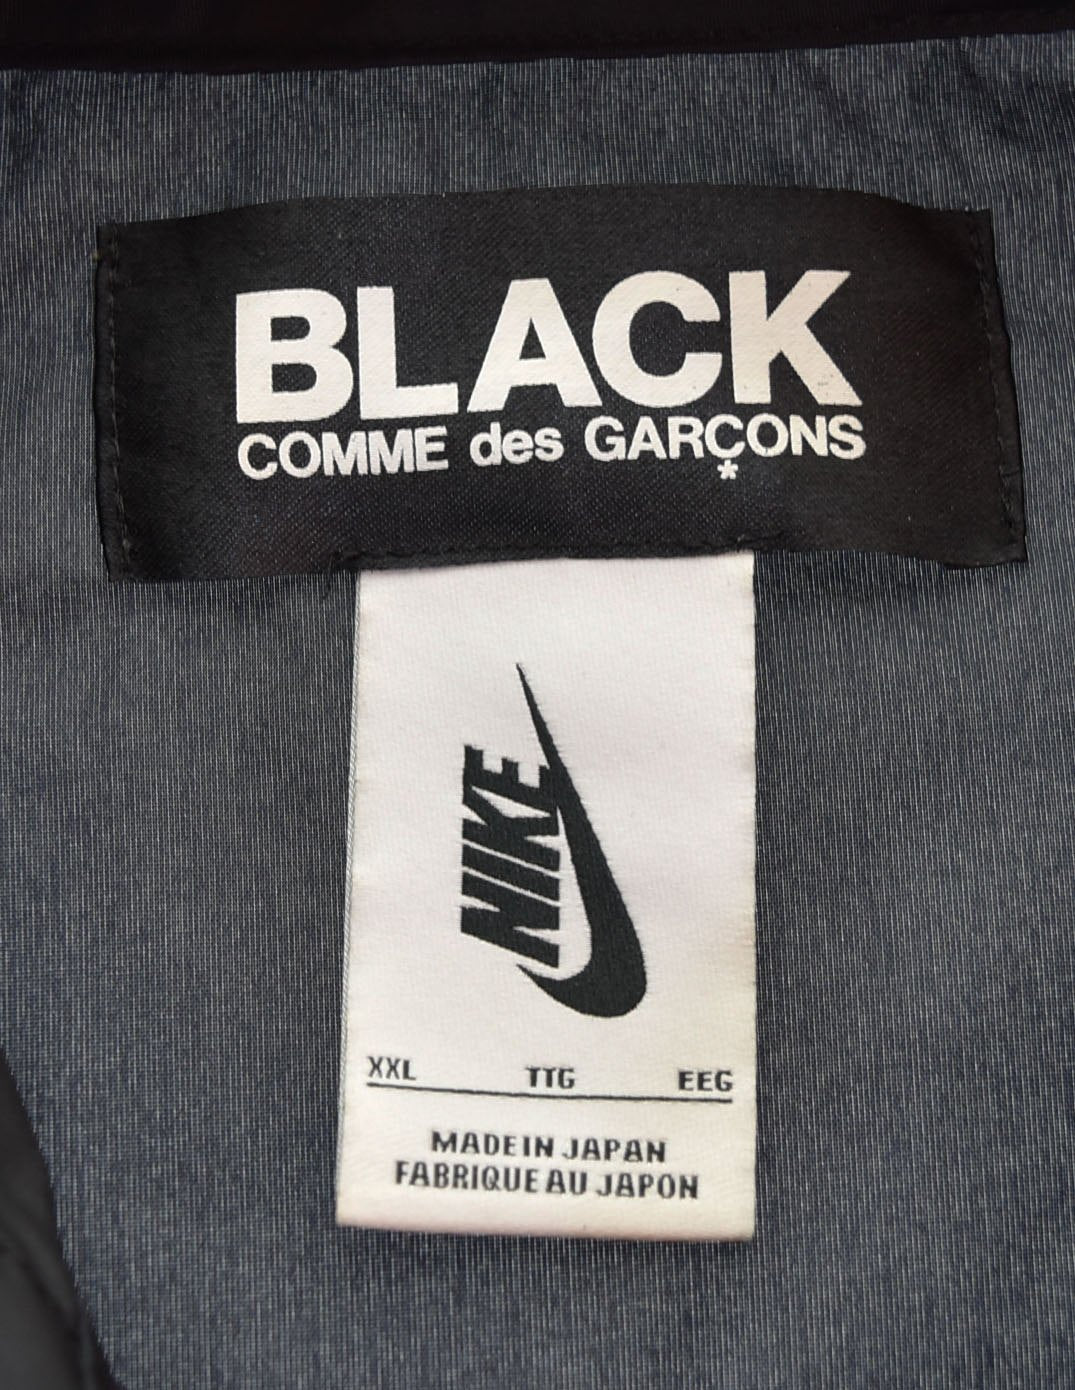 BLACK
COMME des GARÇONS
NIKE
XXL TTG EEG
MADE IN JAPAN
FABRIQUE AU JAPON